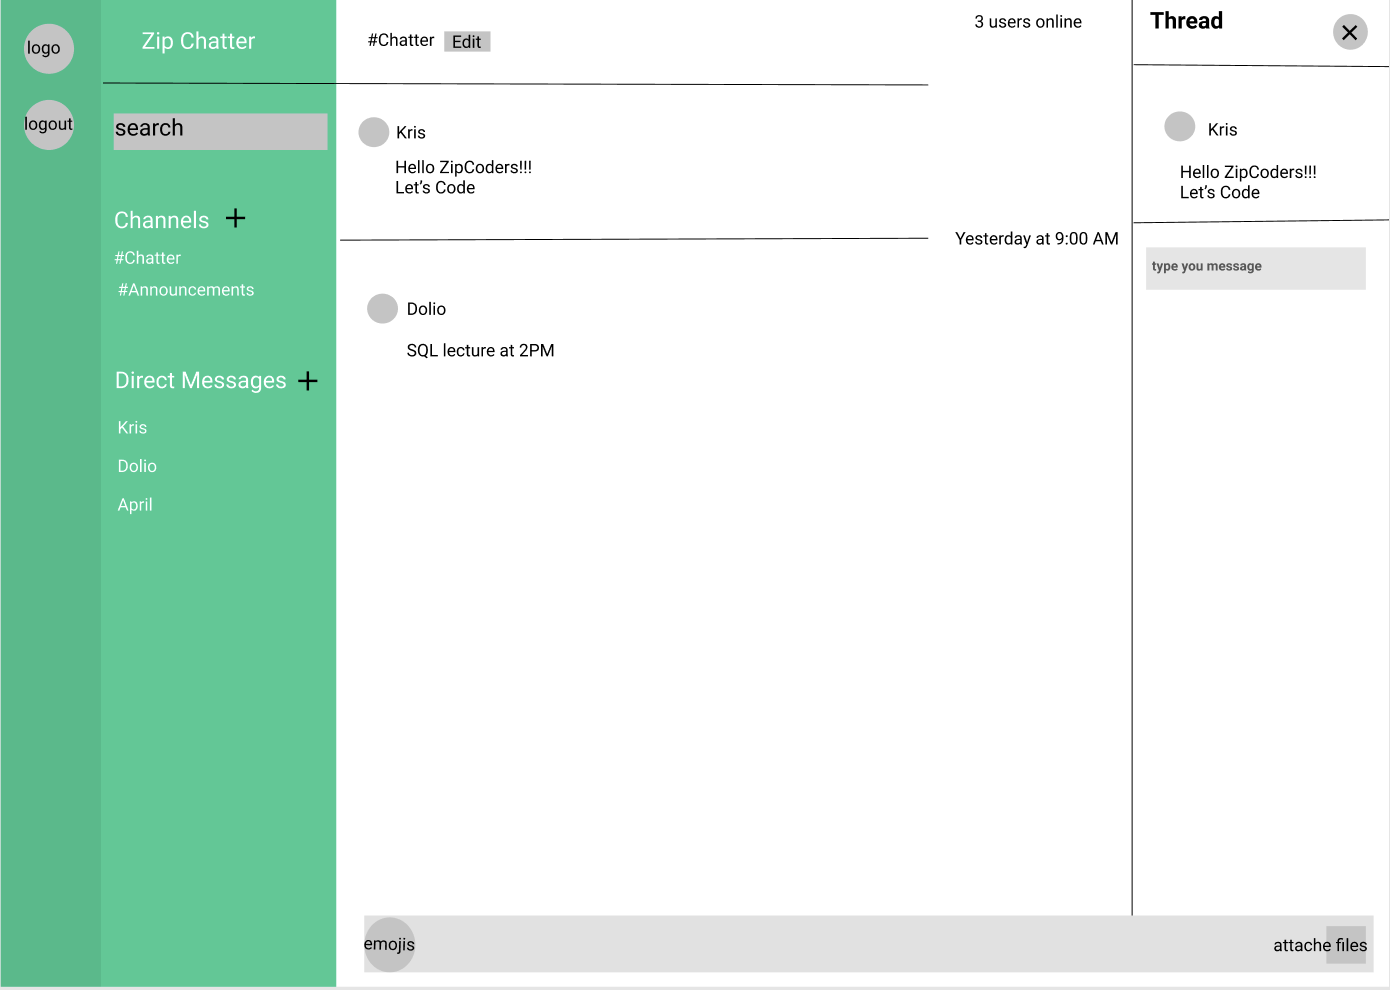 logo
logout
Zip Chatter
search
Channels +
#Chatter
#Announcements
Direct Messages +
Kris
Dolio
April
#Chatter Edit
3 users online
Kris
Hello ZipCoders!!!
Let's Code
Yesterday at 9:00 AM
Dolio
SQL lecture at 2PM
emojis
attache files
Thread
Kris
Hello ZipCoders!!!
Let's Code
type you message